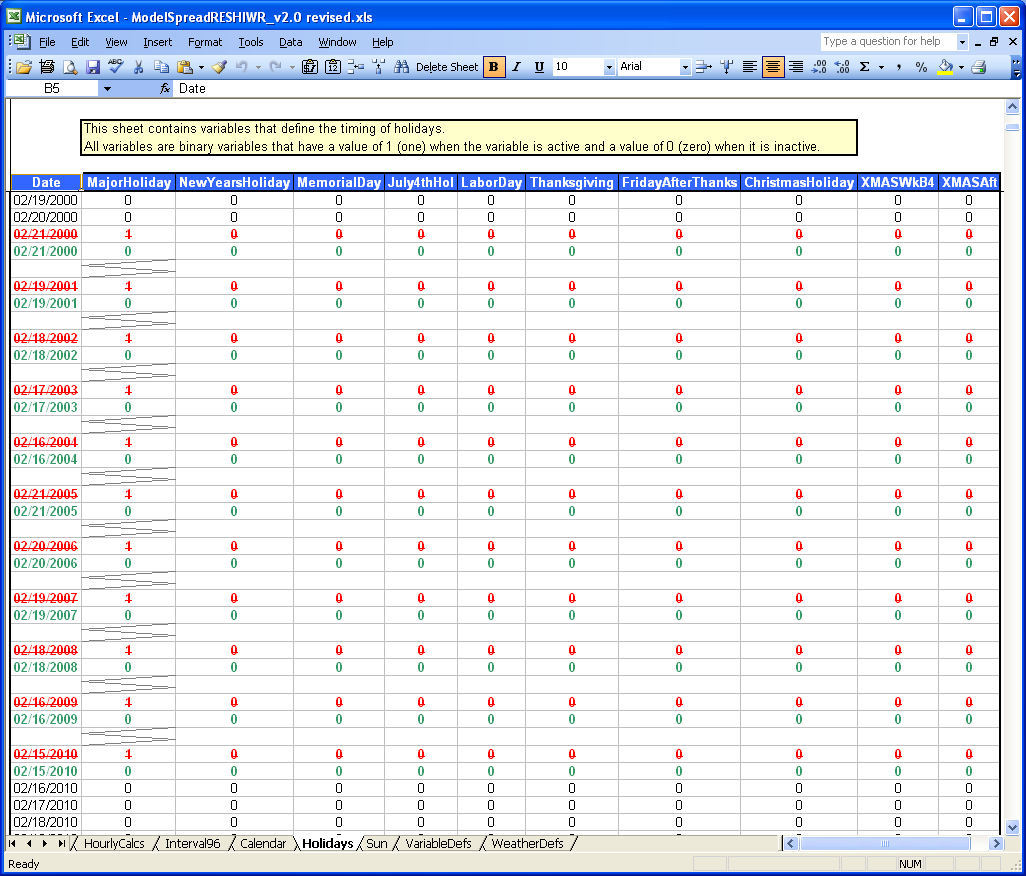 Microsoft Excel - ModelSpreadRESHIWR_v2.0 revised.xls
File Edit View Insert Format Tools Data Window Help Type a question for help
ABC 12 Delete Sheet B I U 10 Arial Σ , %
B5 fx Date
This sheet contains variables that define the timing of holidays.
All variables are binary variables that have a value of 1 (one) when the variable is active and a value of 0 (zero) when it is inactive.
Date MajorHoliday NewYearsHoliday MemorialDay July4thHol LaborDay Thanksgiving FridayAfterThanks ChristmasHoliday XMASWkB4 XMASAft
02/19/2000 0 0 0 0 0 0 0 0 0 0
02/20/2000 0 0 0 0 0 0 0 0 0 0
02/21/2000 1 0 0 0 0 0 0 0 0 0
02/21/2000 0 0 0 0 0 0 0 0 0 0
02/19/2001 1 0 0 0 0 0 0 0 0 0
02/19/2001 0 0 0 0 0 0 0 0 0 0
02/18/2002 1 0 0 0 0 0 0 0 0 0
02/18/2002 0 0 0 0 0 0 0 0 0 0
02/17/2003 1 0 0 0 0 0 0 0 0 0
02/17/2003 0 0 0 0 0 0 0 0 0 0
02/16/2004 1 0 0 0 0 0 0 0 0 0
02/16/2004 0 0 0 0 0 0 0 0 0 0
02/21/2005 1 0 0 0 0 0 0 0 0 0
02/21/2005 0 0 0 0 0 0 0 0 0 0
02/20/2006 1 0 0 0 0 0 0 0 0 0
02/20/2006 0 0 0 0 0 0 0 0 0 0
02/19/2007 1 0 0 0 0 0 0 0 0 0
02/19/2007 0 0 0 0 0 0 0 0 0 0
02/18/2008 1 0 0 0 0 0 0 0 0 0
02/18/2008 0 0 0 0 0 0 0 0 0 0
02/16/2009 1 0 0 0 0 0 0 0 0 0
02/16/2009 0 0 0 0 0 0 0 0 0 0
02/15/2010 1 0 0 0 0 0 0 0 0 0
02/15/2010 0 0 0 0 0 0 0 0 0 0
02/16/2010 0 0 0 0 0 0 0 0 0 0
02/17/2010 0 0 0 0 0 0 0 0 0 0
02/18/2010 0 0 0 0 0 0 0 0 0 0
HourlyCalcs Interval96 Calendar Holidays Sun VariableDefs WeatherDefs
Ready NUM